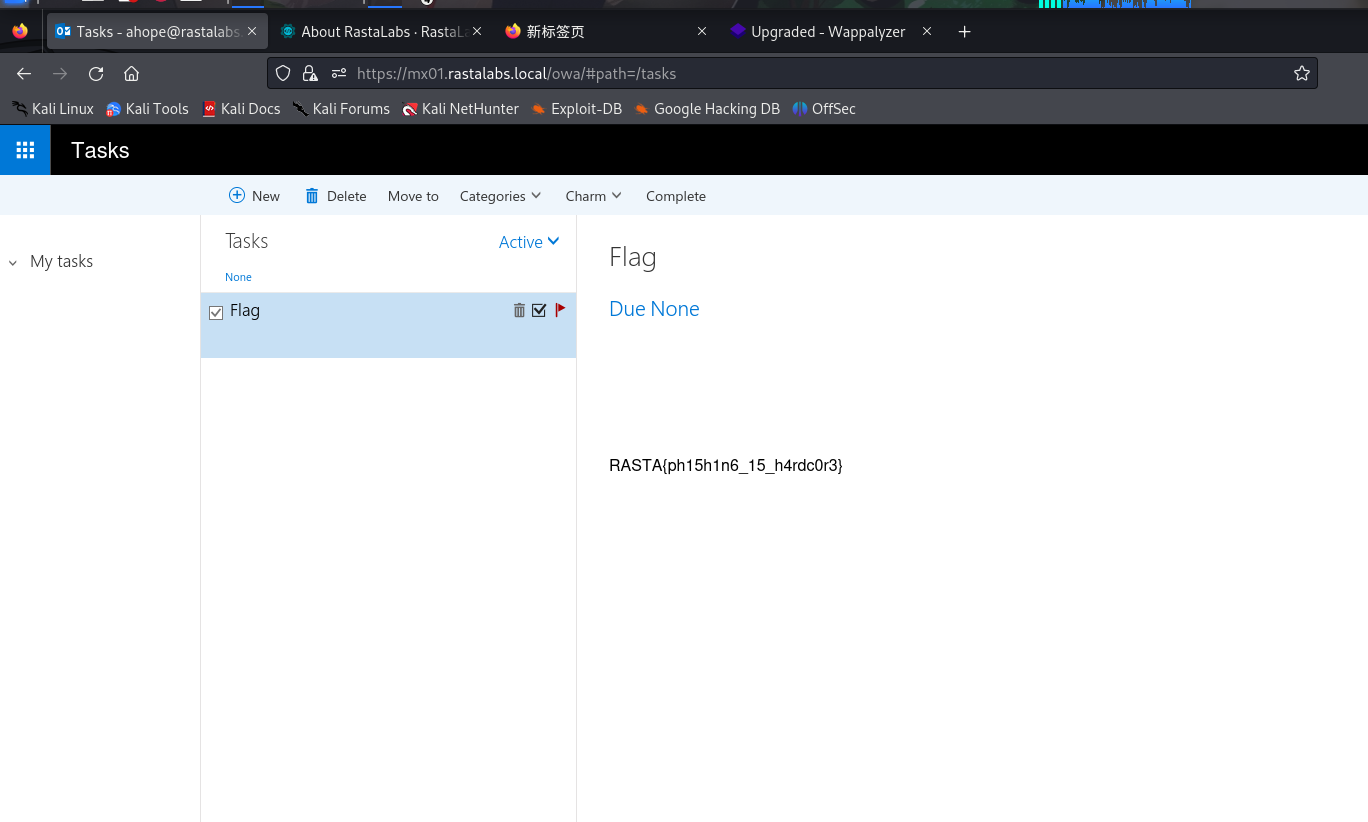 Tasks - ahope@rastalabs.
About RastaLabs · RastaLa
新标签页
Upgraded - Wappalyzer
https://mx01.rastalabs.local/owa/#path=/tasks
Kali Linux Kali Tools Kali Docs Kali Forums Kali NetHunter Exploit-DB Google Hacking DB OffSec
Tasks
New Delete Move to Categories Charm Complete
My tasks
Tasks Active
None
Flag
Flag
Due None
RASTA{ph15h1n6_15_h4rdc0r3}